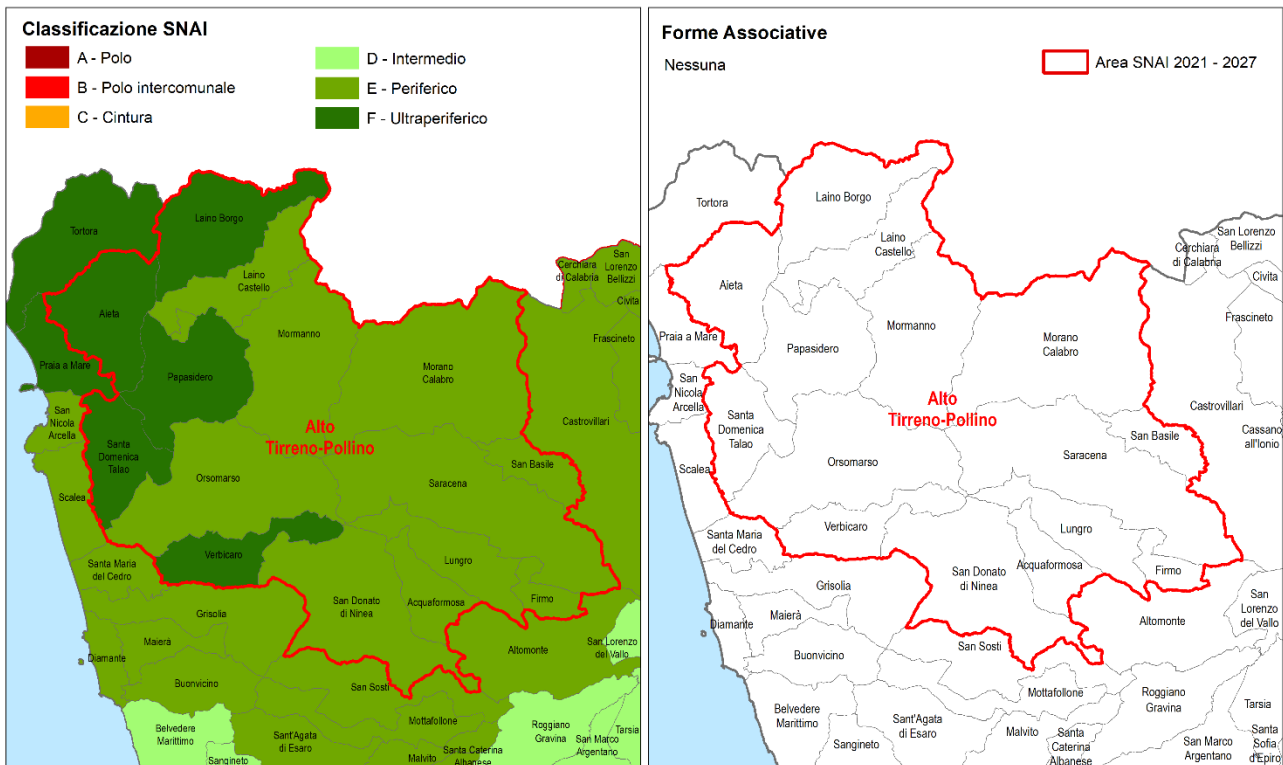 Classificazione SNAI
A - Polo
B - Polo intercomunale
C - Cintura
D - Intermedio
E - Periferico
F - Ultraperiferico
Tortora
Laino Borgo
Laino
Castello
Aieta
Mormanno
Praia a Mare
Papasidero
Morano
Calabro
Cerchiara
di Calabria
San
Lorenzo
Bellizzi
Civita
Frascineto
Castrovillari
San
Nicola
Arcella
Santa
Domenica
Talao
Alto
Tirreno-Pollino
San Basile
Scalea
Orsomarso
Saracena
Verbicaro
Santa Maria
del Cedro
Lungro
Firmo
Acquaformosa
San Donato
di Ninea
Grisolia
Maierà
Diamante
Buonvicino
San Sosti
Altomonte
San Lorenzo
del Vallo
Belvedere
Marittimo
Sangineto
Sant'Agata
di Esaro
Mottafollone
Malvito
Santa Caterina
Albanese
Roggiano
Gravina
San Marco
Argentano
Tarsia
Forme Associative
Nessuna
Area SNAI 2021 - 2027
Tortora
Laino Borgo
Laino
Castello
Aieta
Mormanno
Praia a Mare
Papasidero
Morano
Calabro
Cerchiara
di Calabria
San Lorenzo
Bellizzi
Civita
Frascineto
Castrovillari
Cassano
all'Ionio
San
Nicola
Arcella
Santa
Domenica
Talao
Alto
Tirreno-Pollino
San Basile
Scalea
Orsomarso
Saracena
Verbicaro
Santa Maria
del Cedro
Lungro
Firmo
Acquaformosa
San Donato
di Ninea
Grisolia
Maierà
Diamante
Buonvicino
San Sosti
Altomonte
San
Lorenzo
del Vallo
Belvedere
Marittimo
Sangineto
Sant'Agata
di Esaro
Mottafollone
Malvito
Santa
Caterina
Albanese
Roggiano
Gravina
San Marco
Argentano
Tarsia
Santa
Sofia
d'Epiro